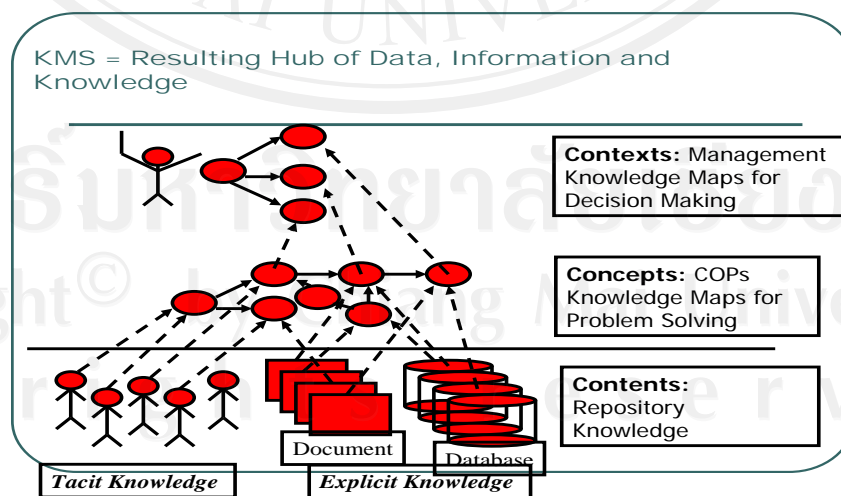 KMS = Resulting Hub of Data, Information and
Knowledge
Contexts: Management
Knowledge Maps for
Decision Making
Concepts: COPs
Knowledge Maps for
Problem Solving
Contents:
Repository
Knowledge
Document
Database
Tacit Knowledge
Explicit Knowledge